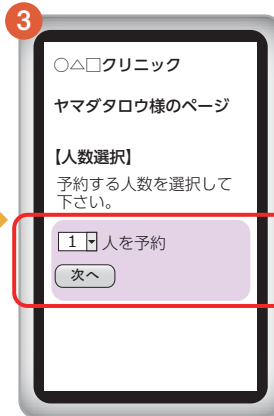 3
○△□クリニック
ヤマダタロウ様のページ
【人数選択】
予約する人数を選択して
下さい。
1 人を予約
次へ